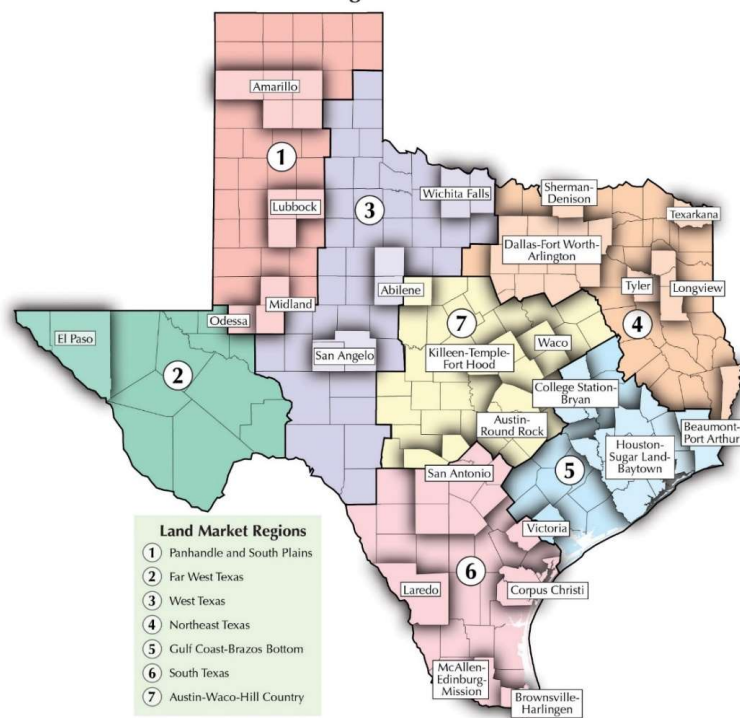 Amarillo
1
Lubbock
3
Wichita Falls
Sherman-
Denison
Texarkana
Dallas-Fort Worth-
Arlington
Abilene
Tyler
Longview
Midland
Odessa
El Paso
2
San Angelo
7
Killeen-Temple-
Fort Hood
Waco
4
College Station-
Bryan
Austin-
Round Rock
Houston-
Sugar Land-
Baytown
Beaumont-
Port Arthur
San Antonio
5
Victoria
6
Laredo
Corpus Christi
McAllen-
Edinburg-
Mission
Brownsville-
Harlingen
Land Market Regions
1 Panhandle and South Plains
2 Far West Texas
3 West Texas
4 Northeast Texas
5 Gulf Coast-Brazos Bottom
6 South Texas
7 Austin-Waco-Hill Country